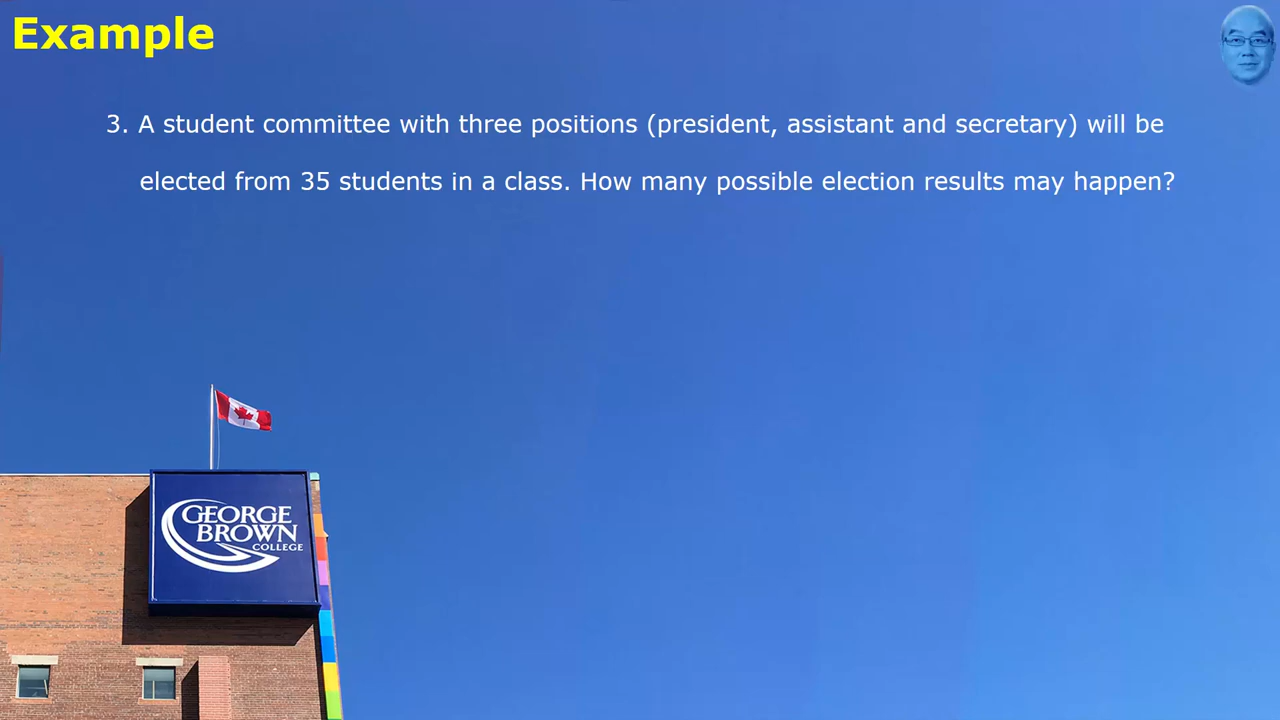 Example
3. A student committee with three positions (president, assistant and secretary) will be
elected from 35 students in a class. How many possible election results may happen?
GEORGE
BROWN
COLLEGE